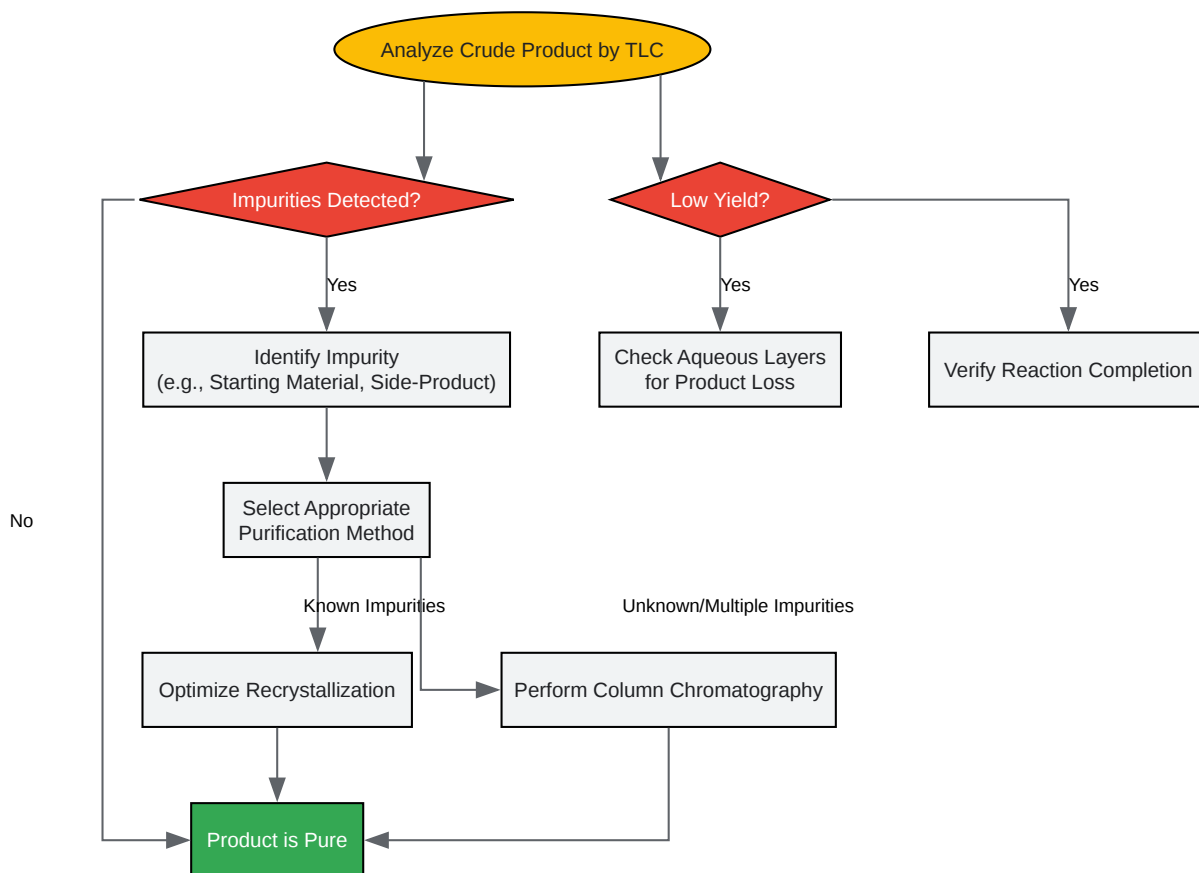 Analyze Crude Product by TLC
Impurities Detected?
Low Yield?
Yes
Yes
Yes
Identify Impurity
(e.g., Starting Material, Side-Product)
Check Aqueous Layers
for Product Loss
Verify Reaction Completion
Select Appropriate
Purification Method
No
Known Impurities
Unknown/Multiple Impurities
Optimize Recrystallization
Perform Column Chromatography
Product is Pure